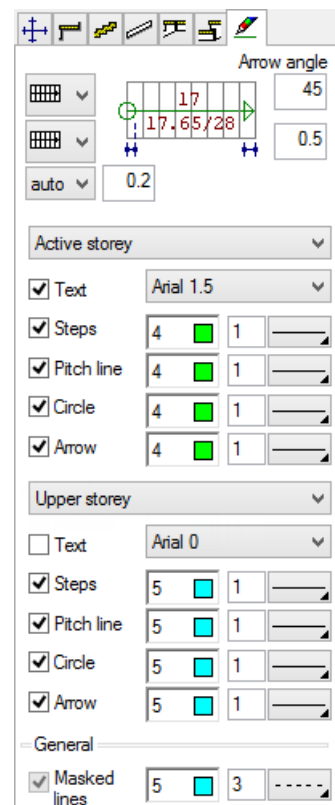 Arrow angle
45
17
17.65/28
0.5
auto
0.2
Active storey
Text Arial 1.5
Steps 4 1
Pitch line 4 1
Circle 4 1
Arrow 4 1
Upper storey
Text Arial 0
Steps 5 1
Pitch line 5 1
Circle 5 1
Arrow 5 1
General
Masked 5 3
lines